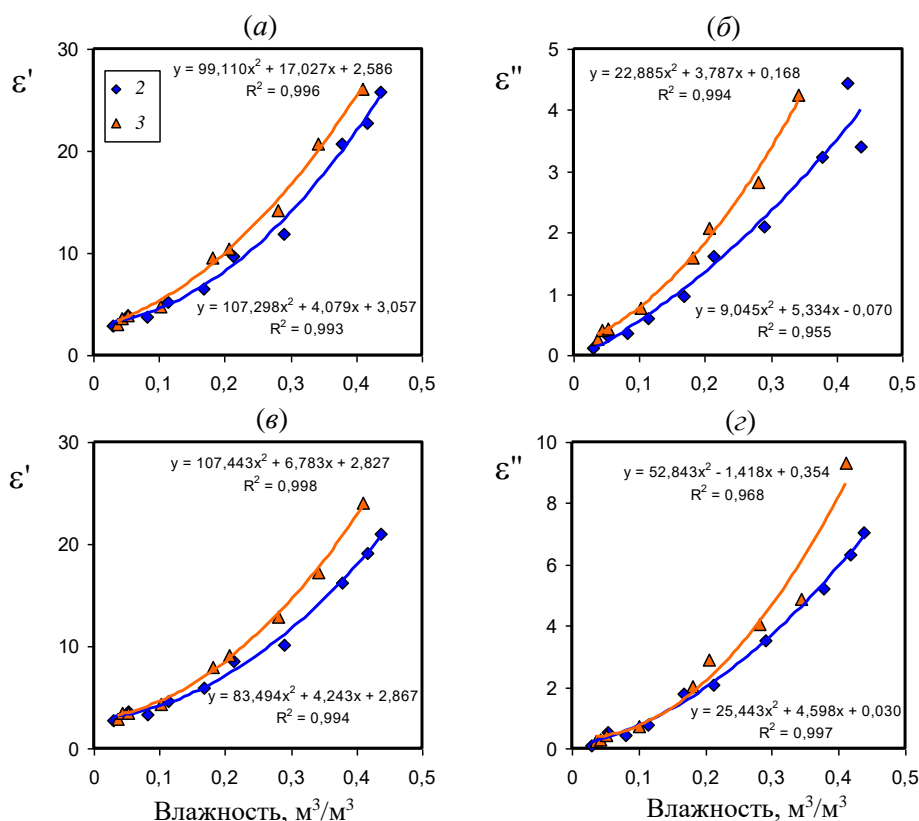 (а)
ε'
30
20
10
0
0 0,1 0,2 0,3 0,4 0,5
2
3
y = 99,110x² + 17,027x + 2,586
R² = 0,996
y = 107,298x² + 4,079x + 3,057
R² = 0,993
(б)
ε''
5
4
3
2
1
0
0 0,1 0,2 0,3 0,4 0,5
y = 22,885x² + 3,787x + 0,168
R² = 0,994
y = 9,045x² + 5,334x - 0,070
R² = 0,955
(в)
ε'
30
20
10
0
0 0,1 0,2 0,3 0,4 0,5
y = 107,443x² + 6,783x + 2,827
R² = 0,998
y = 83,494x² + 4,243x + 2,867
R² = 0,994
Влажность, м³/м³
(г)
ε''
10
8
6
4
2
0
0 0,1 0,2 0,3 0,4 0,5
y = 52,843x² - 1,418x + 0,354
R² = 0,968
y = 25,443x² + 4,598x + 0,030
R² = 0,997
Влажность, м³/м³